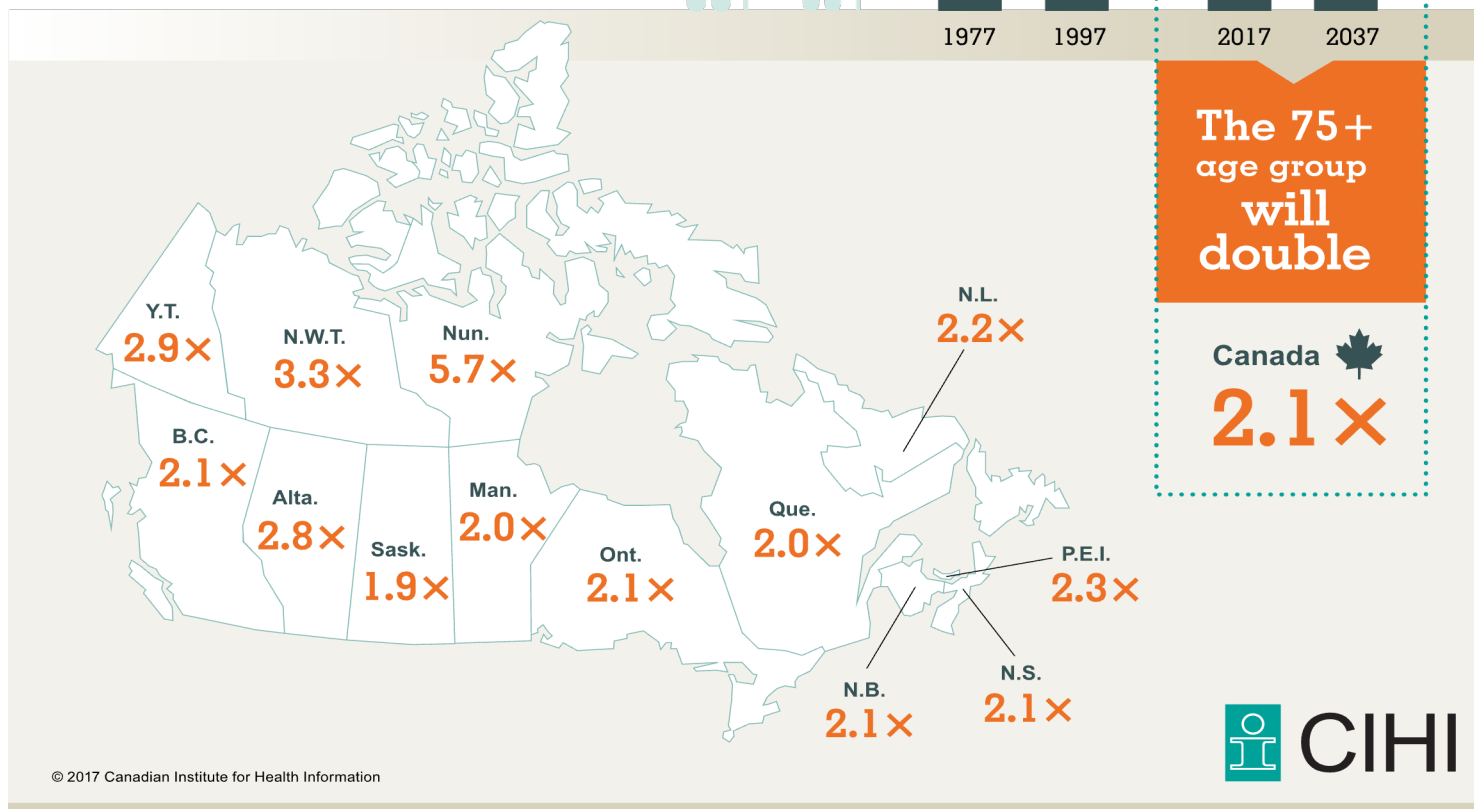 1977 1997 2017 2037
The 75+
age group
will
double
Canada
2.1×
Y.T.
2.9×
N.W.T.
3.3×
Nun.
5.7×
N.L.
2.2×
B.C.
2.1×
Alta.
2.8×
Sask.
1.9×
Man.
2.0×
Ont.
2.1×
Que.
2.0×
P.E.I.
2.3×
N.S.
2.1×
N.B.
2.1×
CIHI
© 2017 Canadian Institute for Health Information